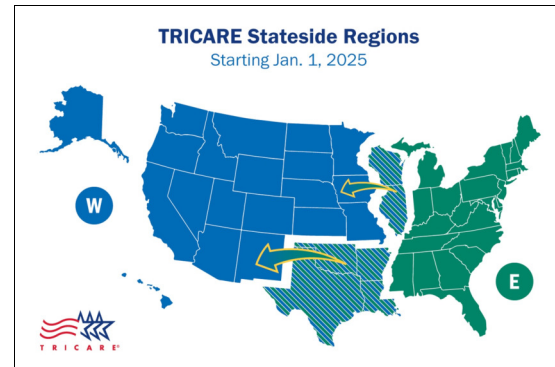 TRICARE Stateside Regions
Starting Jan. 1, 2025
W
E
TRICARE®